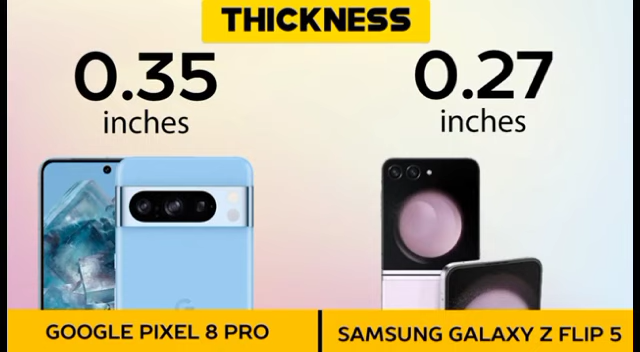 THICKNESS
0.35
inches
0.27
inches
G
GOOGLE PIXEL 8 PRO
SAMSUNG GALAXY Z FLIP 5